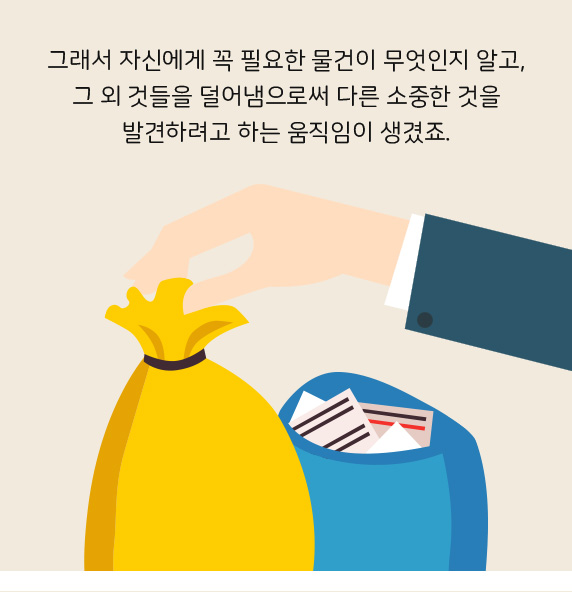 그래서 자신에게 꼭 필요한 물건이 무엇인지 알고,
그 외 것들을 덜어냄으로써 다른 소중한 것을
발견하려고 하는 움직임이 생겼죠.